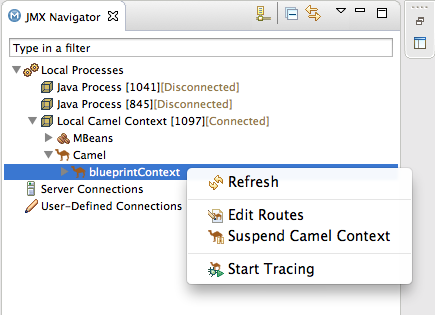 JMX Navigator
Type in a filter
Local Processes
Java Process [1041][Disconnected]
Java Process [845][Disconnected]
Local Camel Context [1097][Connected]
MBeans
Camel
blueprintContext
Server Connections
User-Defined Connections
Refresh
Edit Routes
Suspend Camel Context
Start Tracing